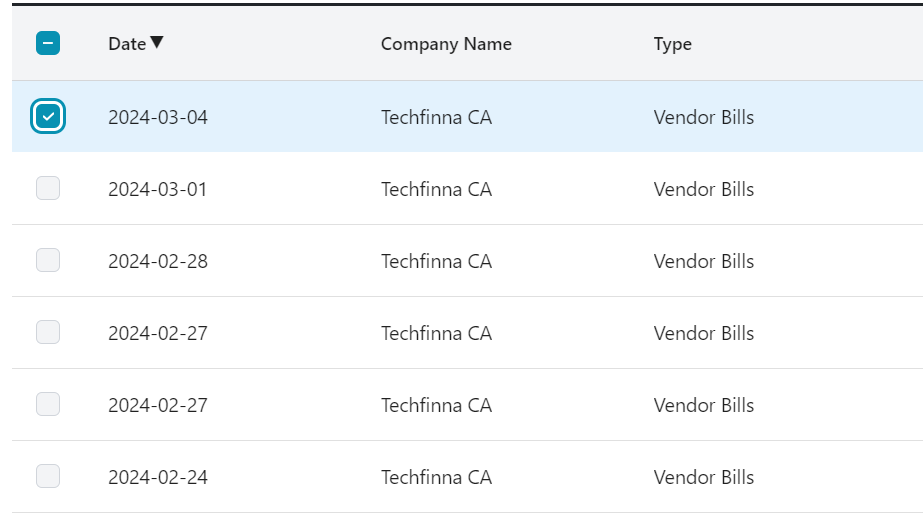 Date▼ Company Name Type
2024-03-04 Techfinna CA Vendor Bills
2024-03-01 Techfinna CA Vendor Bills
2024-02-28 Techfinna CA Vendor Bills
2024-02-27 Techfinna CA Vendor Bills
2024-02-27 Techfinna CA Vendor Bills
2024-02-24 Techfinna CA Vendor Bills